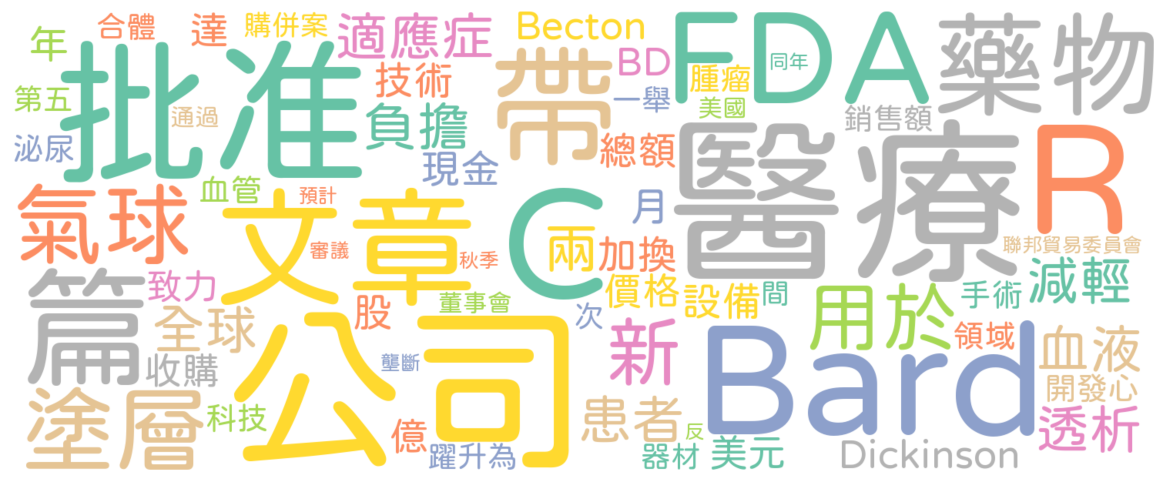 年
合體
達
購併案
適應症
Becton
FDA
藥物
批准
技術
帶
BD
腫瘤
同年
第五
通過
負擔
一舉
美國
銷售額
泌尿
現金
總額
醫療
R
氣球
血管
預計
文章
C
月
兩
加換
聯邦貿易委員會
審議
秋季
篇
致力
股
董事會
次
價格
設備
間
用於
手術
減輕
全球
收購
公司
壟斷
新
Bard
領域
血液
塗層
科技
億
躍升為
患者
反
器材
美元
Dickinson
開發心
透析